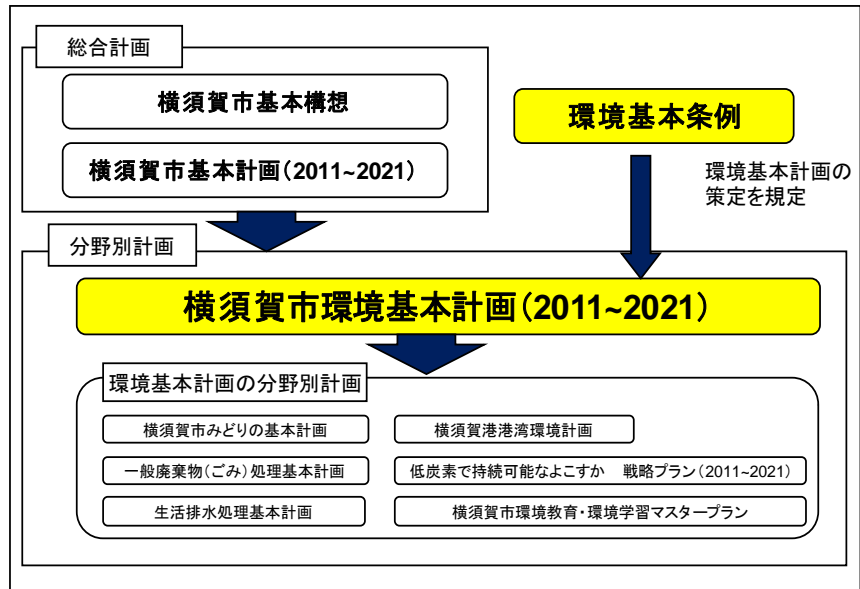 総合計画
横須賀市基本構想
横須賀市基本計画(2011~2021)
環境基本条例
環境基本計画の
策定を規定
分野別計画
横須賀市環境基本計画(2011~2021)
環境基本計画の分野別計画
横須賀市みどりの基本計画
横須賀港港湾環境計画
一般廃棄物(ごみ)処理基本計画
低炭素で持続可能なよこすか 戦略プラン(2011~2021)
生活排水処理基本計画
横須賀市環境教育・環境学習マスタープラン